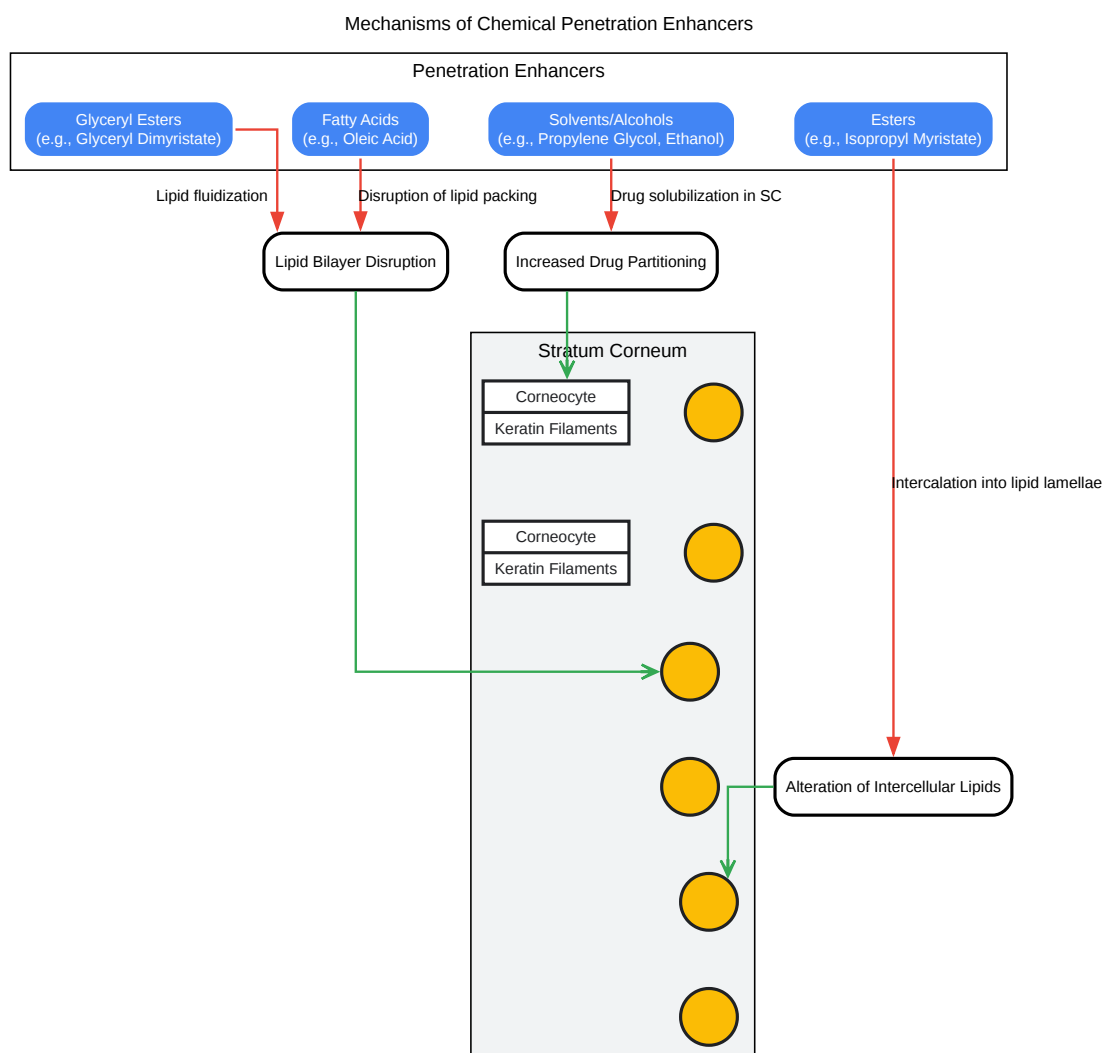 Mechanisms of Chemical Penetration Enhancers
Penetration Enhancers
Glyceryl Esters
(e.g., Glyceryl Dimyristate)
Fatty Acids
(e.g., Oleic Acid)
Solvents/Alcohols
(e.g., Propylene Glycol, Ethanol)
Esters
(e.g., Isopropyl Myristate)
Lipid fluidization
Disruption of lipid packing
Drug solubilization in SC
Lipid Bilayer Disruption
Increased Drug Partitioning
Stratum Corneum
Corneocyte
Keratin Filaments
Intercalation into lipid lamellae
Corneocyte
Keratin Filaments
Alteration of Intercellular Lipids